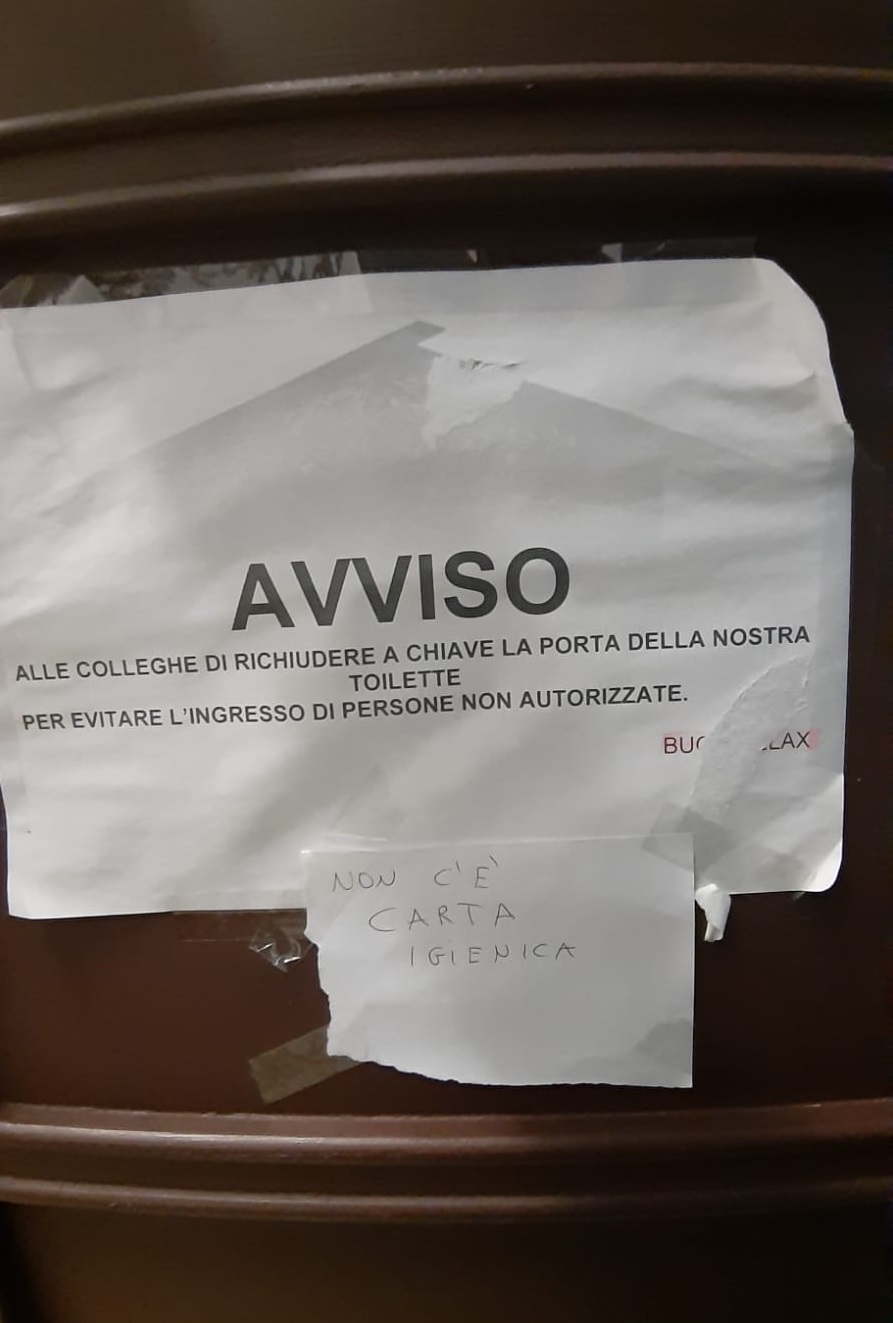 AVVISO
ALLE COLLEGHE DI RICHIUDERE A CHIAVE LA PORTA DELLA NOSTRA
TOILETTE
PER EVITARE L'INGRESSO DI PERSONE NON AUTORIZZATE.
NON C'È
CARTA
IGIENICA